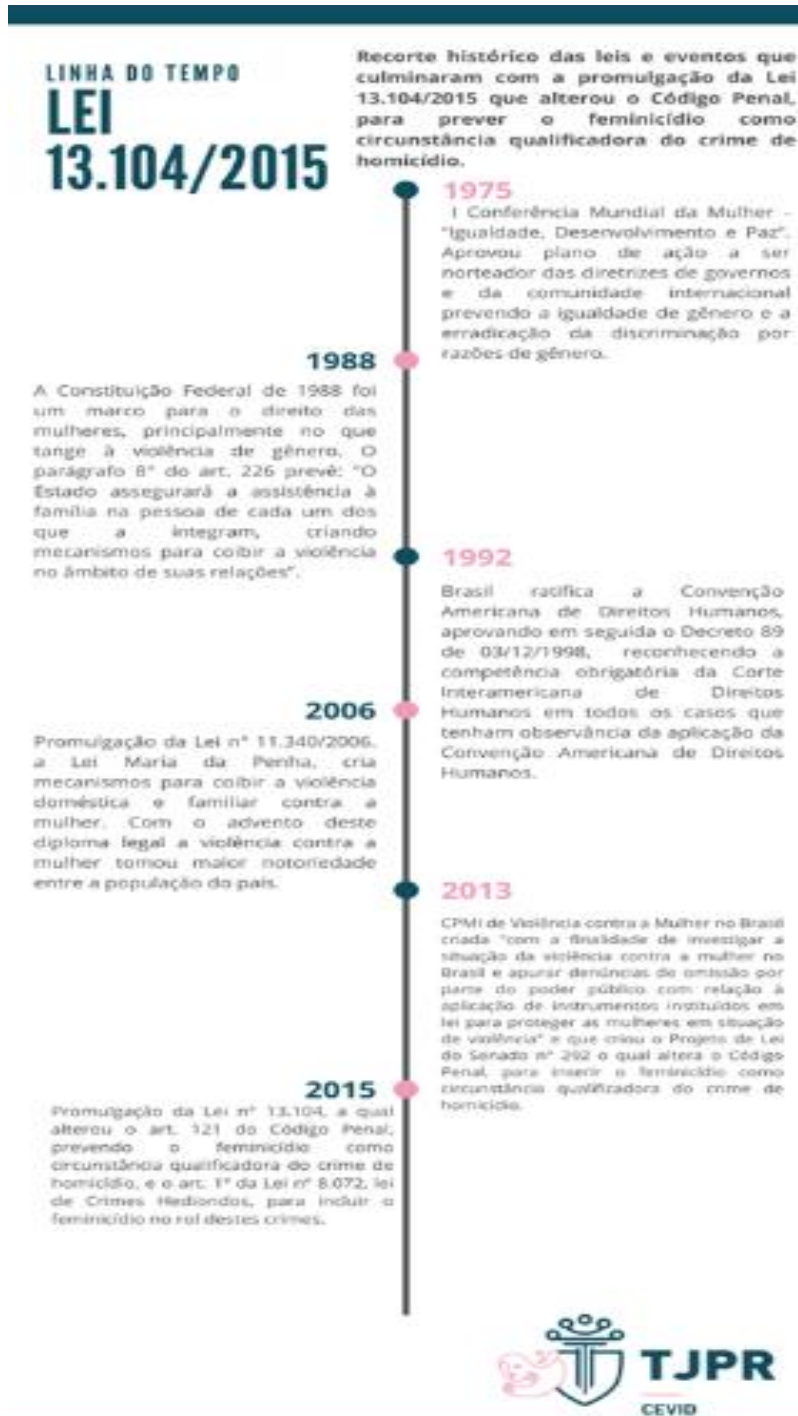 LINHA DO TEMPO
LEI
13.104/2015
Recorte histórico das leis e eventos que
culminaram com a promulgação da Lei
13.104/2015 que alterou o Código Penal,
para prever o feminicídio como
circunstância qualificadora do crime de
homicídio.
1975
I Conferência Mundial da Mulher -
"Igualdade, Desenvolvimento e Paz".
Aprovou plano de ação a ser
norteador das diretrizes de governos
e da comunidade internacional
prevendo a igualdade de gênero e a
erradicação da discriminação por
razões de gênero.
1988
A Constituição Federal de 1988 foi
um marco para o direito das
mulheres, principalmente no que
tange à violência de gênero. O
parágrafo 8º do art. 226 prevê: "O
Estado assegurará a assistência à
família na pessoa de cada um dos
que a integram, criando
mecanismos para coibir a violência
no âmbito de suas relações".
1992
Brasil ratifica a Convenção
Americana de Direitos Humanos,
aprovando em seguida o Decreto 89
de 03/12/1998, reconhecendo a
competência obrigatória da Corte
Interamericana de Direitos
Humanos em todos os casos que
tenham observância da aplicação da
Convenção Americana de Direitos
Humanos.
2006
Promulgação da Lei nº 11.340/2006.
a Lei Maria da Penha, cria
mecanismos para coibir a violência
doméstica e familiar contra a
mulher. Com o advento deste
diploma legal a violência contra a
mulher tomou maior notoriedade
entre a população do país.
2013
CPMI de Violência contra a Mulher no Brasil
criada "com a finalidade de investigar a
situação da violência contra a mulher no
Brasil e apurar denúncias de omissão por
parte do poder público com relação à
aplicação de instrumentos instituídos em
lei para proteger as mulheres em situação
de violência" e que criou o Projeto de Lei
do Senado nº 292 o qual altera o Código
Penal, para inserir o feminicídio como
circunstância qualificadora do crime de
homicídio.
2015
Promulgação da Lei nº 13.104, a qual
alterou o art. 121 do Código Penal,
prevendo o feminicídio como
circunstância qualificadora do crime de
homicídio, e o art. 1º da Lei nº 8.072, lei
de Crimes Hediondos, para incluir o
feminicídio no rol destes crimes.
TJPR
CEVID